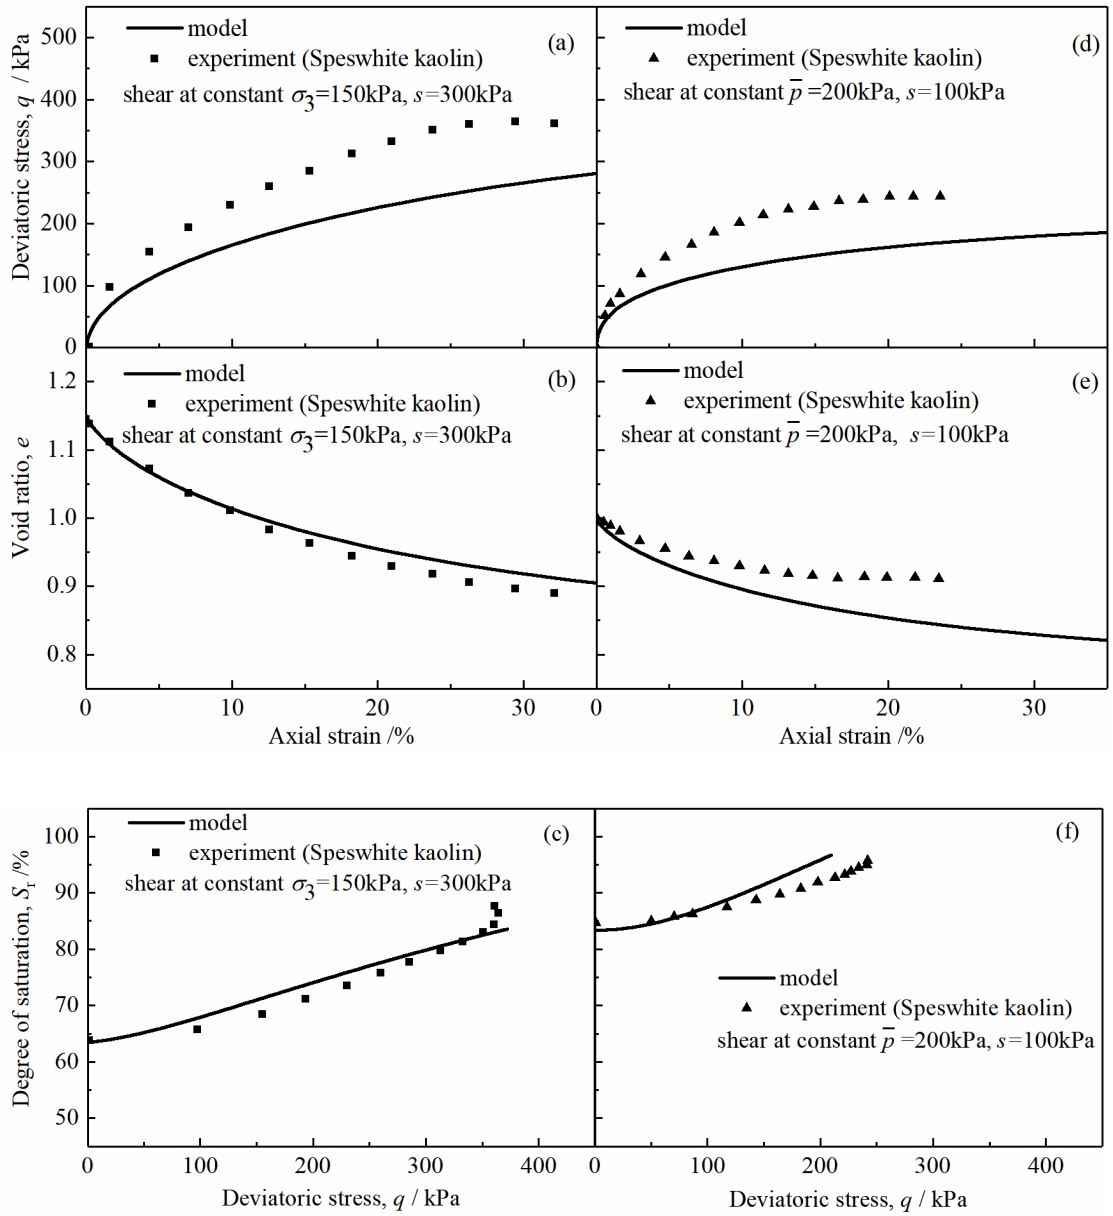 model
experiment (Speswhite kaolin)
shear at constant σ3=150kPa, s=300kPa
(a)
Deviatoric stress, q / kPa
500
400
300
200
100
0
model
experiment (Speswhite kaolin)
shear at constant p̅ =200kPa, s=100kPa
(d)
model
experiment (Speswhite kaolin)
shear at constant σ3=150kPa, s=300kPa
(b)
Void ratio, e
1.2
1.1
1.0
0.9
0.8
0
10
20
30
Axial strain /%
model
experiment (Speswhite kaolin)
shear at constant p̅ =200kPa, s=100kPa
(e)
0
10
20
30
Axial strain /%
model
experiment (Speswhite kaolin)
shear at constant σ3=150kPa, s=300kPa
(c)
Degree of saturation, Sr /%
100
90
80
70
60
50
0
100
200
300
400
Deviatoric stress, q / kPa
(f)
model
experiment (Speswhite kaolin)
shear at constant p̅ =200kPa, s=100kPa
0
100
200
300
400
Deviatoric stress, q / kPa